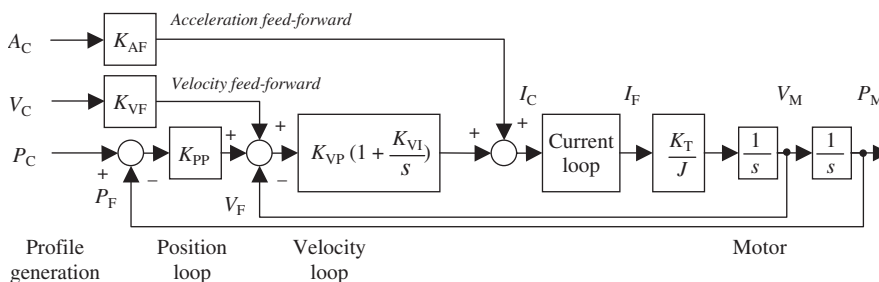 Acceleration feed-forward
A_C
K_AF
Velocity feed-forward
V_C
K_VF
I_C
I_F
V_M
P_M
+
+
+
+
P_C
K_PP
K_VP (1 + K_VI/s)
Current
loop
K_T/J
1/s
1/s
+
−
−
P_F
V_F
Profile
generation
Position
loop
Velocity
loop
Motor